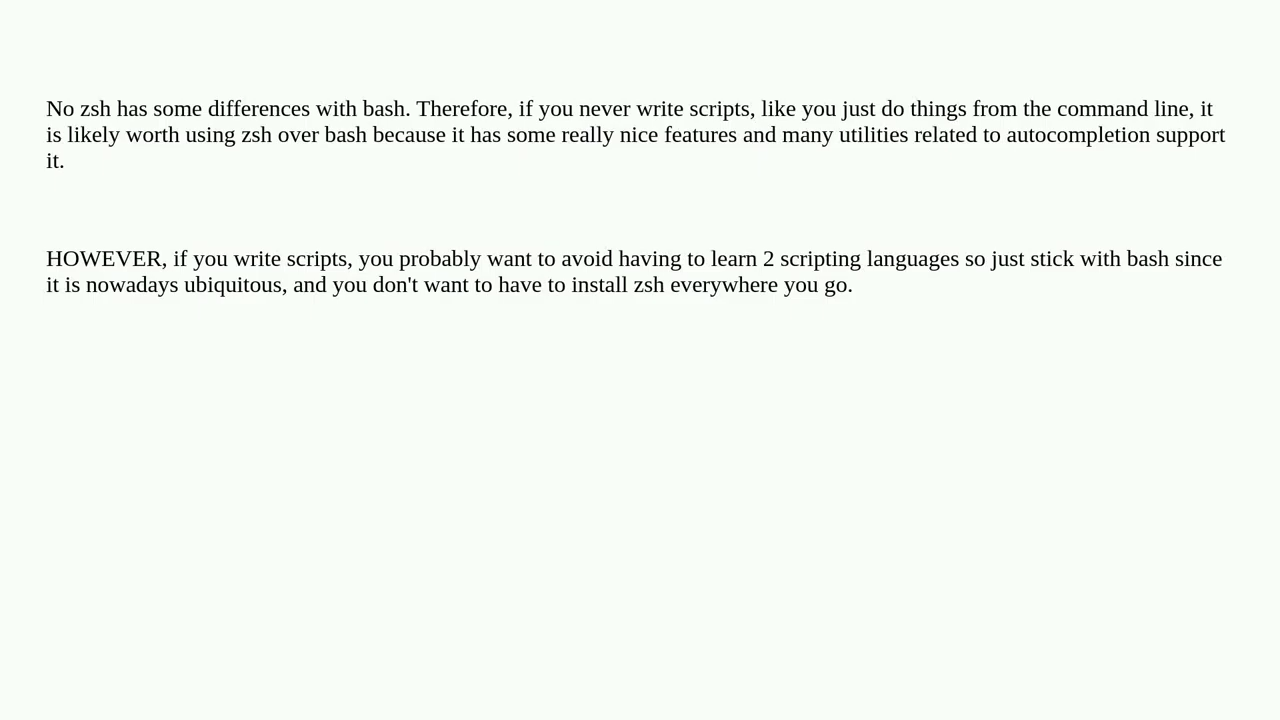 No zsh has some differences with bash. Therefore, if you never write scripts, like you just do things from the command line, it
is likely worth using zsh over bash because it has some really nice features and many utilities related to autocompletion support
it.
HOWEVER, if you write scripts, you probably want to avoid having to learn 2 scripting languages so just stick with bash since
it is nowadays ubiquitous, and you don't want to have to install zsh everywhere you go.